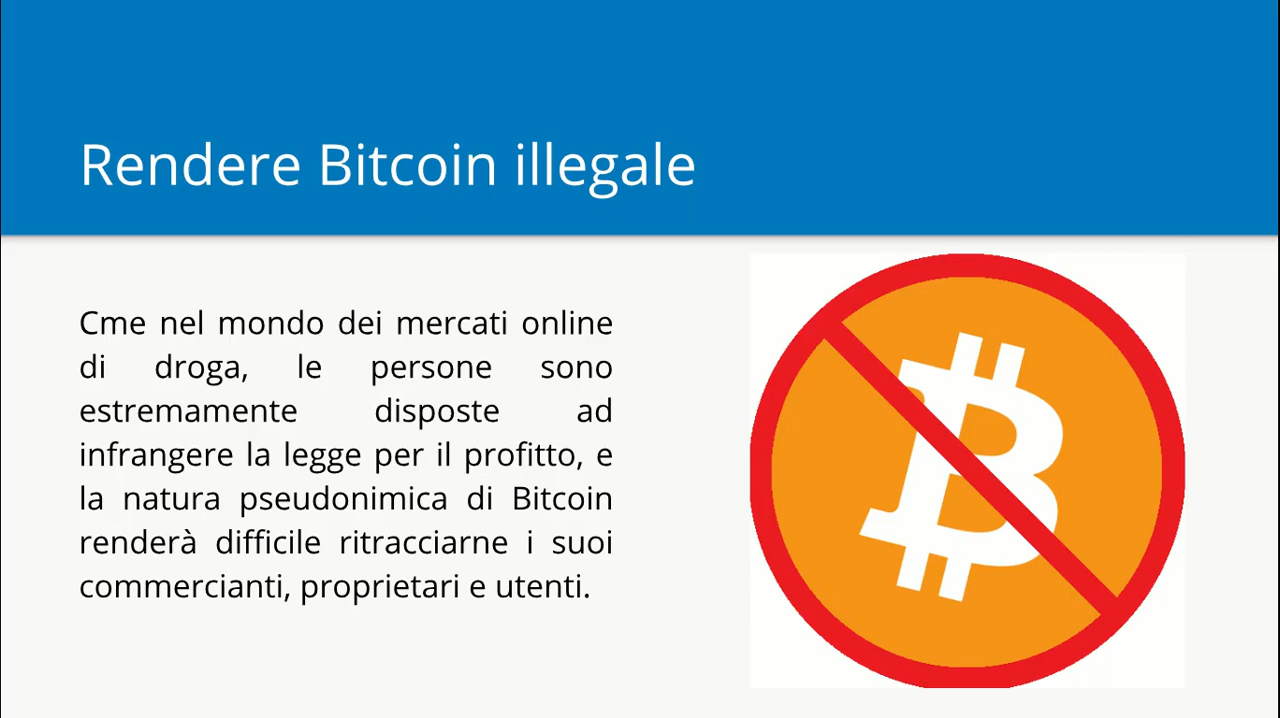 Rendere Bitcoin illegale
Cme nel mondo dei mercati online
di droga, le persone sono
estremamente disposte ad
infrangere la legge per il profitto, e
la natura pseudonimica di Bitcoin
renderà difficile ritracciarne i suoi
commercianti, proprietari e utenti.